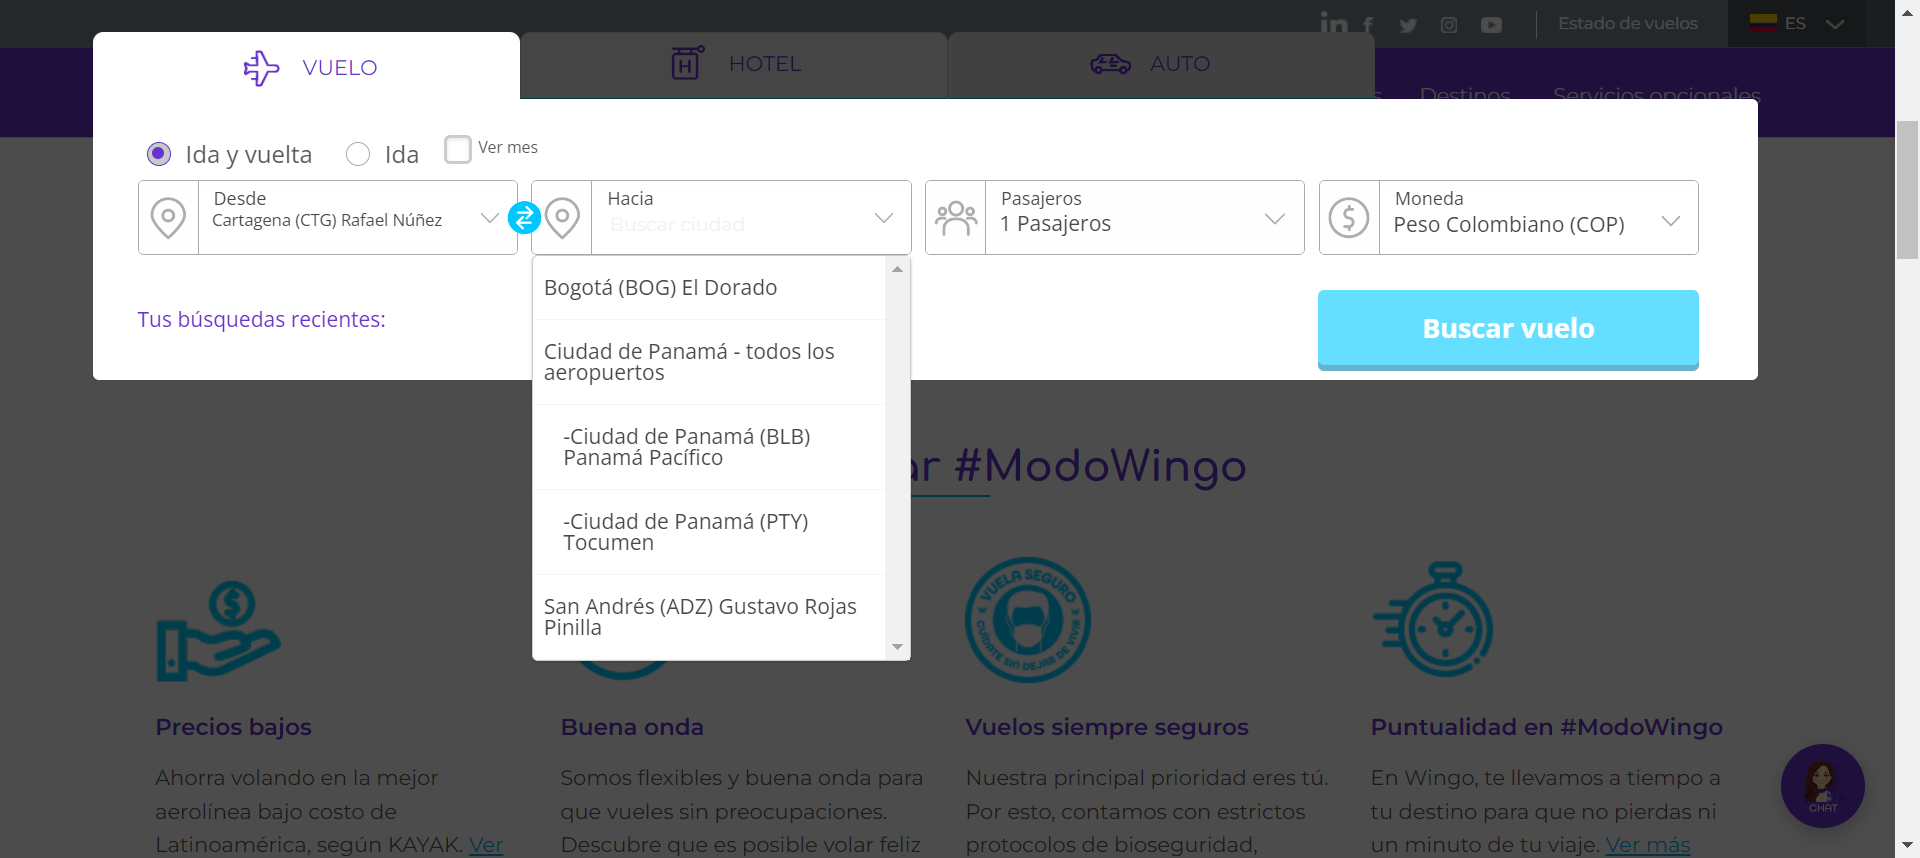 Estado de vuelos
ES
VUELO
HOTEL
AUTO
Destinos
Servicios opcionales
Ida y vuelta
Ida
Ver mes
Desde
Cartagena (CTG) Rafael Núñez
Hacia
Buscar ciudad
Pasajeros
1 Pasajeros
Moneda
Peso Colombiano (COP)
Bogotá (BOG) El Dorado
Ciudad de Panamá - todos los
aeropuertos
-Ciudad de Panamá (BLB)
Panamá Pacífico
-Ciudad de Panamá (PTY)
Tocumen
San Andrés (ADZ) Gustavo Rojas
Pinilla
Tus búsquedas recientes:
Buscar vuelo
#ModoWingo
VUELA SEGURO
CUÍDATE SIN DEJAR DE VIVIR
Precios bajos
Ahorra volando en la mejor
aerolínea bajo costo de
Latinoamérica, según KAYAK. Ver
Buena onda
Somos flexibles y buena onda para
que vueles sin preocupaciones.
Descubre que es posible volar feliz
Vuelos siempre seguros
Nuestra principal prioridad eres tú.
Por esto, contamos con estrictos
protocolos de bioseguridad,
Puntualidad en #ModoWingo
En Wingo, te llevamos a tiempo a
tu destino para que no pierdas ni
un minuto de tu viaje. Ver más
CHAT